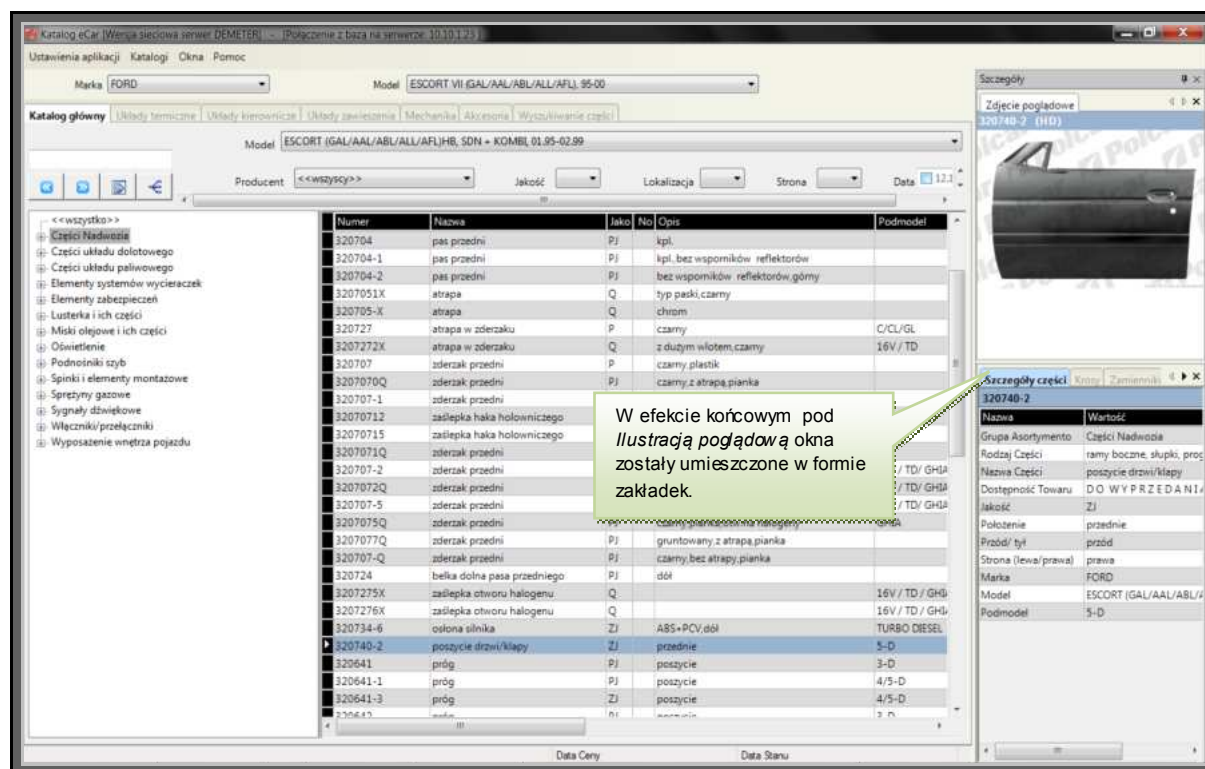 Katalog eCar [Wersja sieciowa serwer DEMETER] - [Połączenie z baza na serwerze: 10.10.1.23]
Ustawienia aplikacji Katalogi Okna Pomoc
Marka FORD Model ESCORT VII (GAL/AAL/ABL/ALL/AFL), 95-00
Katalog główny Układy termiczne Układy kierownicze Układy zawieszenia Mechanika Akcesoria Wyszukiwanie części
Model ESCORT (GAL/AAL/ABL/ALL/AFL)HB, SDN + KOMBI, 01.95-02.99
Producent <<wszyscy>> Jakość Lokalizacja Strona Data 12.1
<<wszystko>>
Części Nadwozia
Części układu dolotowego
Części układu paliwowego
Elementy systemów wycieraczek
Elementy zabezpieczeń
Lusterka i ich części
Miski olejowe i ich części
Oświetlenie
Podnośniki szyb
Spinki i elementy montażowe
Sprężyny gazowe
Sygnały dźwiękowe
Włączniki/przełączniki
Wyposażenie wnętrza pojazdu
Numer Nazwa Jako No Opis Podmodel
320704 pas przedni PJ kpl.
320704-1 pas przedni PJ kpl.,bez wsporników reflektorów
320704-2 pas przedni PJ bez wsporników reflektorów,górny
3207051X atrapa Q typ paski,czarny
320705-X atrapa Q chrom
320727 atrapa w zderzaku P czarny C/CL/GL
3207272X atrapa w zderzaku Q z dużym wlotem,czarny 16V / TD
320707 zderzak przedni P czarny,plastik
3207070Q zderzak przedni PJ czarny,z atrapą,pianka
320707-1 zderzak przedni
32070712 zaślepka haka holowniczego
32070715 zaślepka haka holowniczego
3207071Q zderzak przedni
320707-2 zderzak przedni / TD/ GHIA
3207072Q zderzak przedni / TD/ GHIA
320707-5 zderzak przedni / TD/ GHIA
3207075Q zderzak przedni GHIA
3207077Q zderzak przedni PJ gruntowany,z atrapą,pianka
320707-Q zderzak przedni PJ czarny,bez atrapy,pianka
320724 belka dolna pasa przedniego PJ dół
3207275X zaślepka otworu halogenu Q 16V / TD / GHIA
3207276X zaślepka otworu halogenu Q 16V / TD / GHIA
320734-6 osłona silnika ZJ ABS+PCV,dół TURBO DIESEL
320740-2 poszycie drzwi/klapy ZJ przednie 5-D
320641 próg PJ poszycie 3-D
320641-1 próg PJ poszycie 4/5-D
320641-3 próg ZJ poszycie 4/5-D
W efekcie końcowym pod
Ilustracją poglądową okna
zostały umieszczone w formie
zakładek.
Data Ceny Data Stanu
Szczegóły
Zdjęcie poglądowe
320740-2 (HD)
Polcar
Szczegóły części Krosy Zamienniki
320740-2
Nazwa Wartość
Grupa Asortymento Części Nadwozia
Rodzaj Części ramy boczne, słupki, prog
Nazwa Części poszycie drzwi/klapy
Dostępność Towaru DO WYPRZEDANIA
Jakość ZJ
Położenie przednie
Przód/ tył przód
Strona (lewa/prawa) prawa
Marka FORD
Model ESCORT (GAL/AAL/ABL/A
Podmodel 5-D